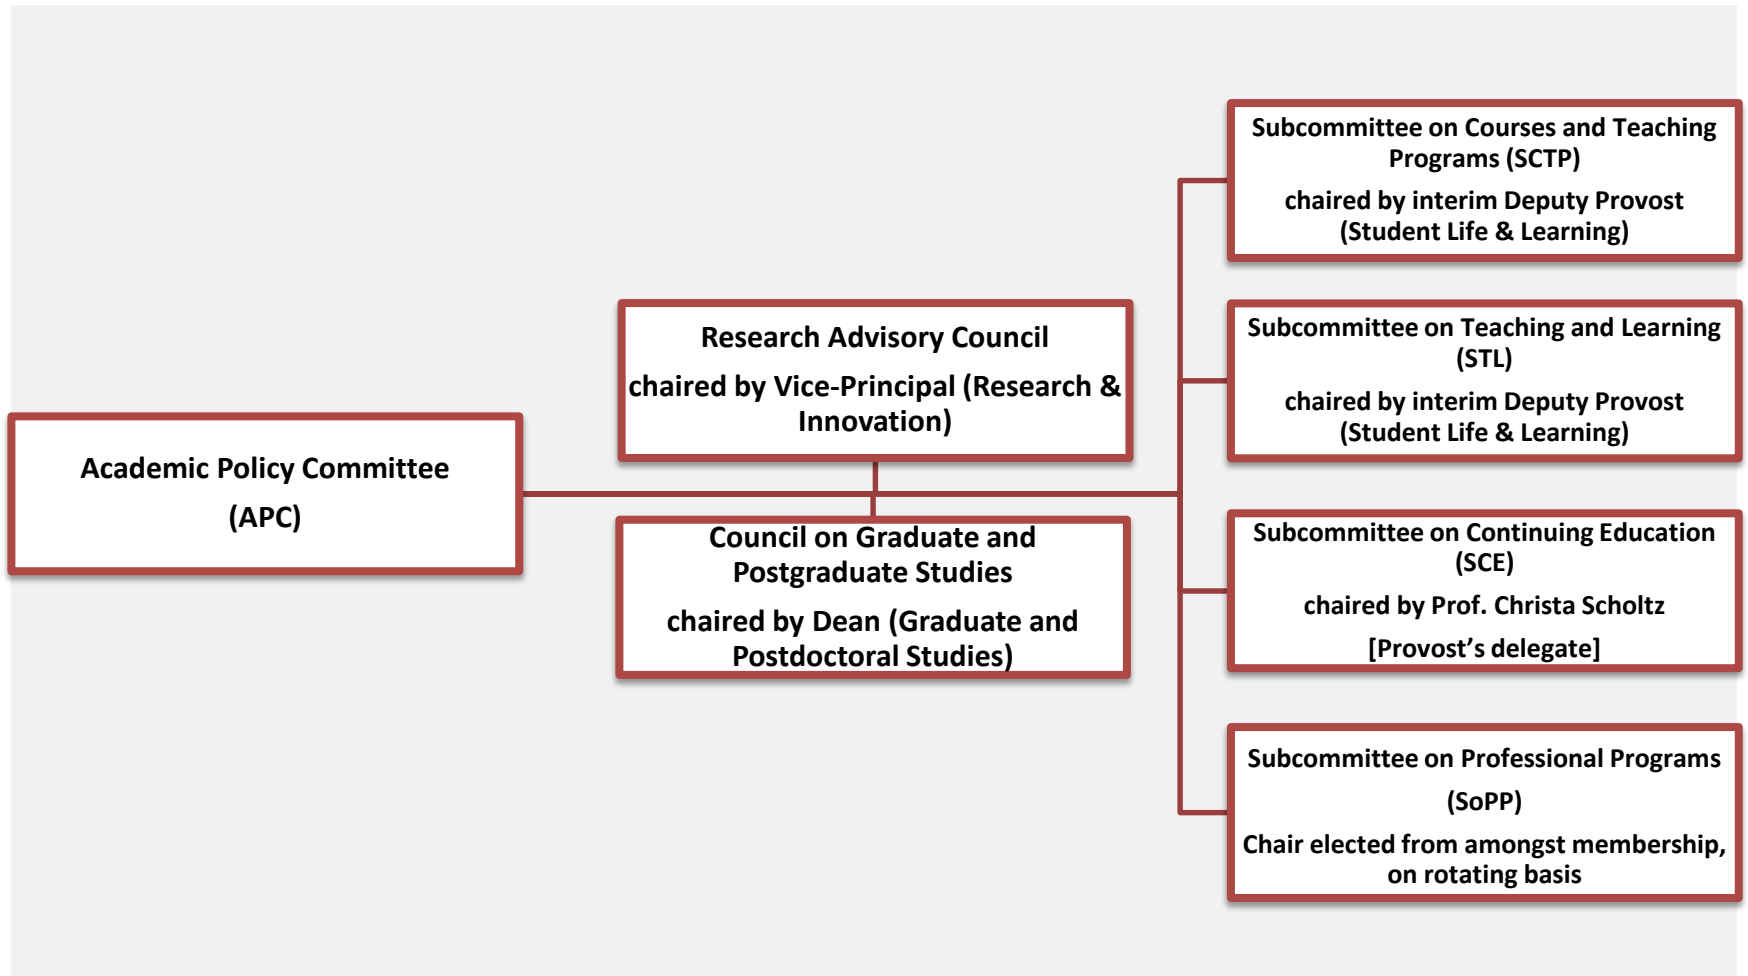 Academic Policy Committee
(APC)
Research Advisory Council
chaired by Vice-Principal (Research &
Innovation)
Council on Graduate and
Postgraduate Studies
chaired by Dean (Graduate and
Postdoctoral Studies)
Subcommittee on Courses and Teaching
Programs (SCTP)
chaired by interim Deputy Provost
(Student Life & Learning)
Subcommittee on Teaching and Learning
(STL)
chaired by interim Deputy Provost
(Student Life & Learning)
Subcommittee on Continuing Education
(SCE)
chaired by Prof. Christa Scholtz
[Provost’s delegate]
Subcommittee on Professional Programs
(SoPP)
Chair elected from amongst membership,
on rotating basis